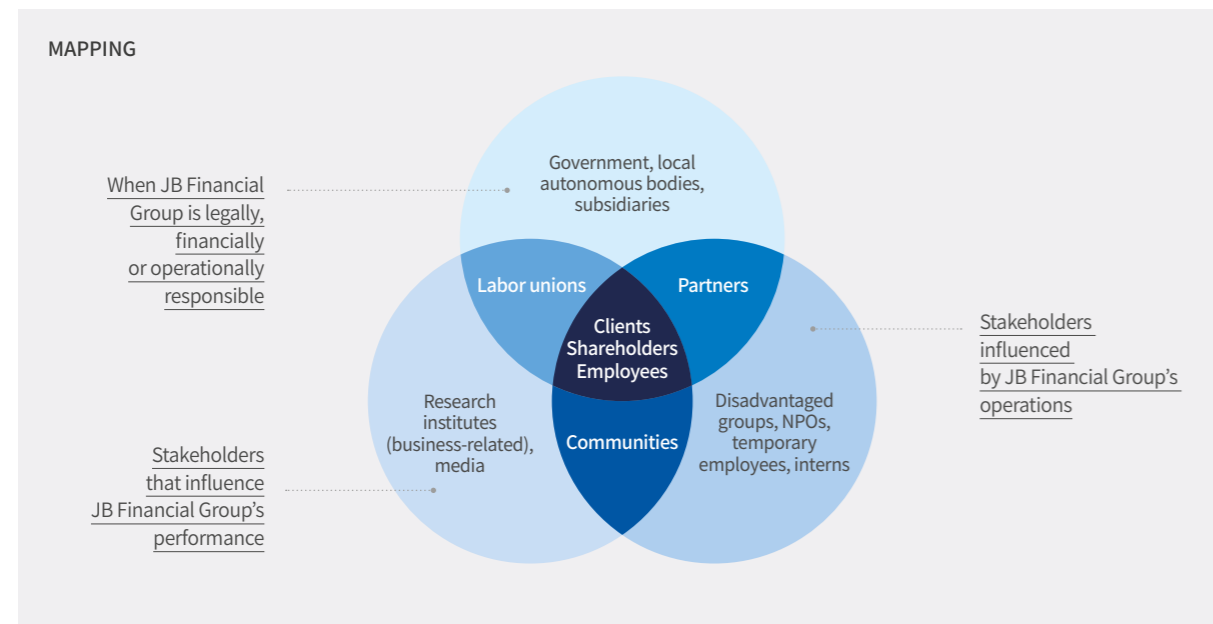 MAPPING
When JB Financial
Group is legally,
financially
or operationally
responsible
Government, local
autonomous bodies,
subsidiaries
Labor unions
Partners
Clients
Shareholders
Employees
Stakeholders
influenced
by JB Financial Group’s
operations
Research
institutes
(business-related),
media
Communities
Disadvantaged
groups, NPOs,
temporary
employees, interns
Stakeholders
that influence
JB Financial Group’s
performance